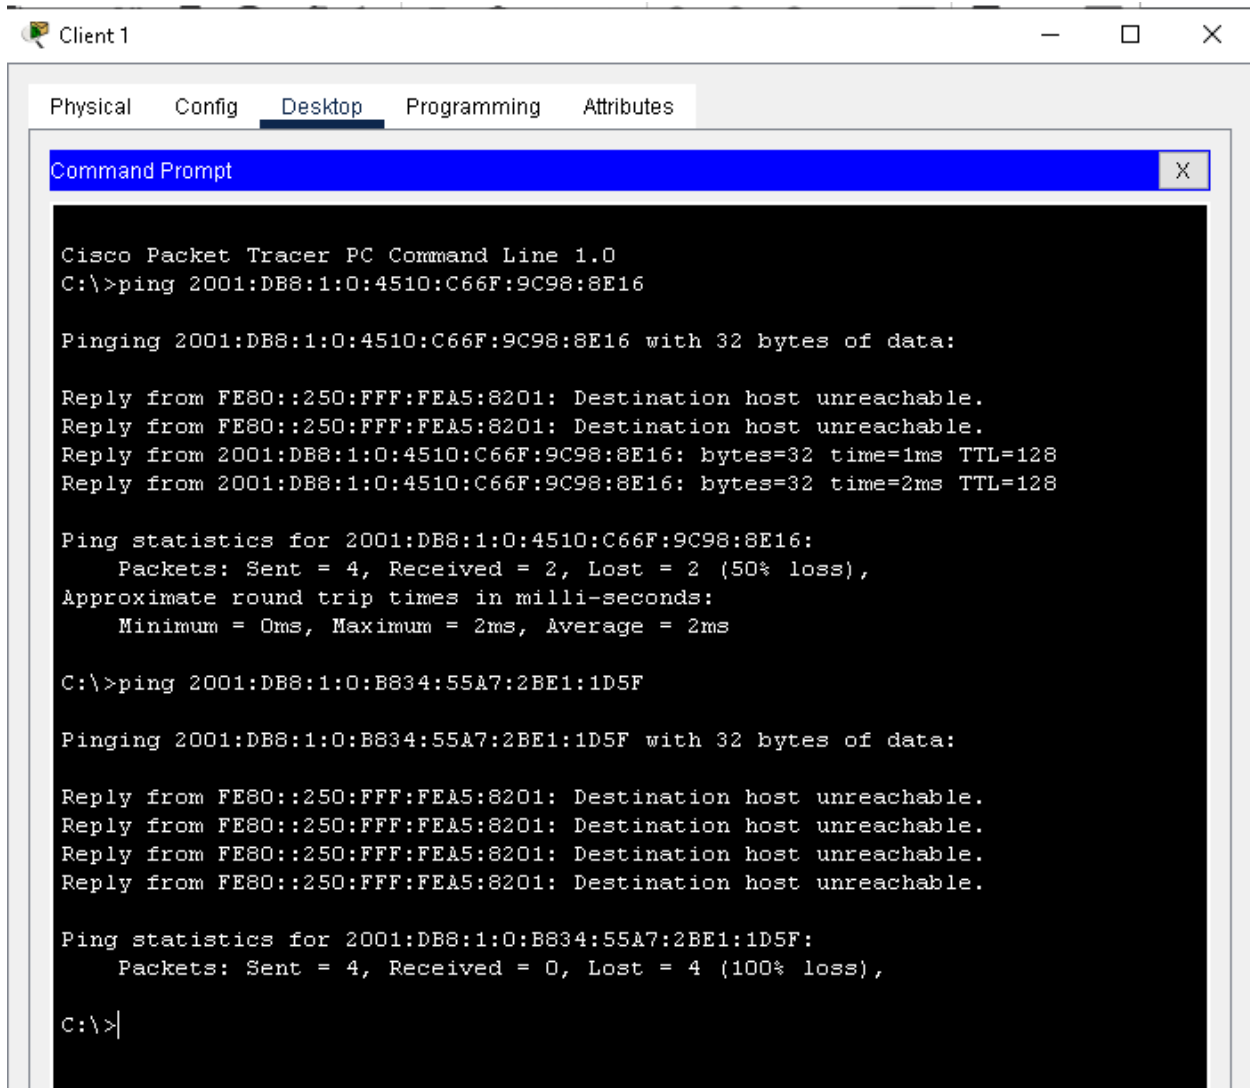 Client 1
Physical Config Desktop Programming Attributes
Command Prompt X
Cisco Packet Tracer PC Command Line 1.0
C:\>ping 2001:DB8:1:0:4510:C66F:9C98:8E16
Pinging 2001:DB8:1:0:4510:C66F:9C98:8E16 with 32 bytes of data:
Reply from FE80::250:FFF:FEA5:8201: Destination host unreachable.
Reply from FE80::250:FFF:FEA5:8201: Destination host unreachable.
Reply from 2001:DB8:1:0:4510:C66F:9C98:8E16: bytes=32 time=1ms TTL=128
Reply from 2001:DB8:1:0:4510:C66F:9C98:8E16: bytes=32 time=2ms TTL=128
Ping statistics for 2001:DB8:1:0:4510:C66F:9C98:8E16:
Packets: Sent = 4, Received = 2, Lost = 2 (50% loss),
Approximate round trip times in milli-seconds:
Minimum = 0ms, Maximum = 2ms, Average = 2ms
C:\>ping 2001:DB8:1:0:B834:55A7:2BE1:1D5F
Pinging 2001:DB8:1:0:B834:55A7:2BE1:1D5F with 32 bytes of data:
Reply from FE80::250:FFF:FEA5:8201: Destination host unreachable.
Reply from FE80::250:FFF:FEA5:8201: Destination host unreachable.
Reply from FE80::250:FFF:FEA5:8201: Destination host unreachable.
Reply from FE80::250:FFF:FEA5:8201: Destination host unreachable.
Ping statistics for 2001:DB8:1:0:B834:55A7:2BE1:1D5F:
Packets: Sent = 4, Received = 0, Lost = 4 (100% loss),
C:\>